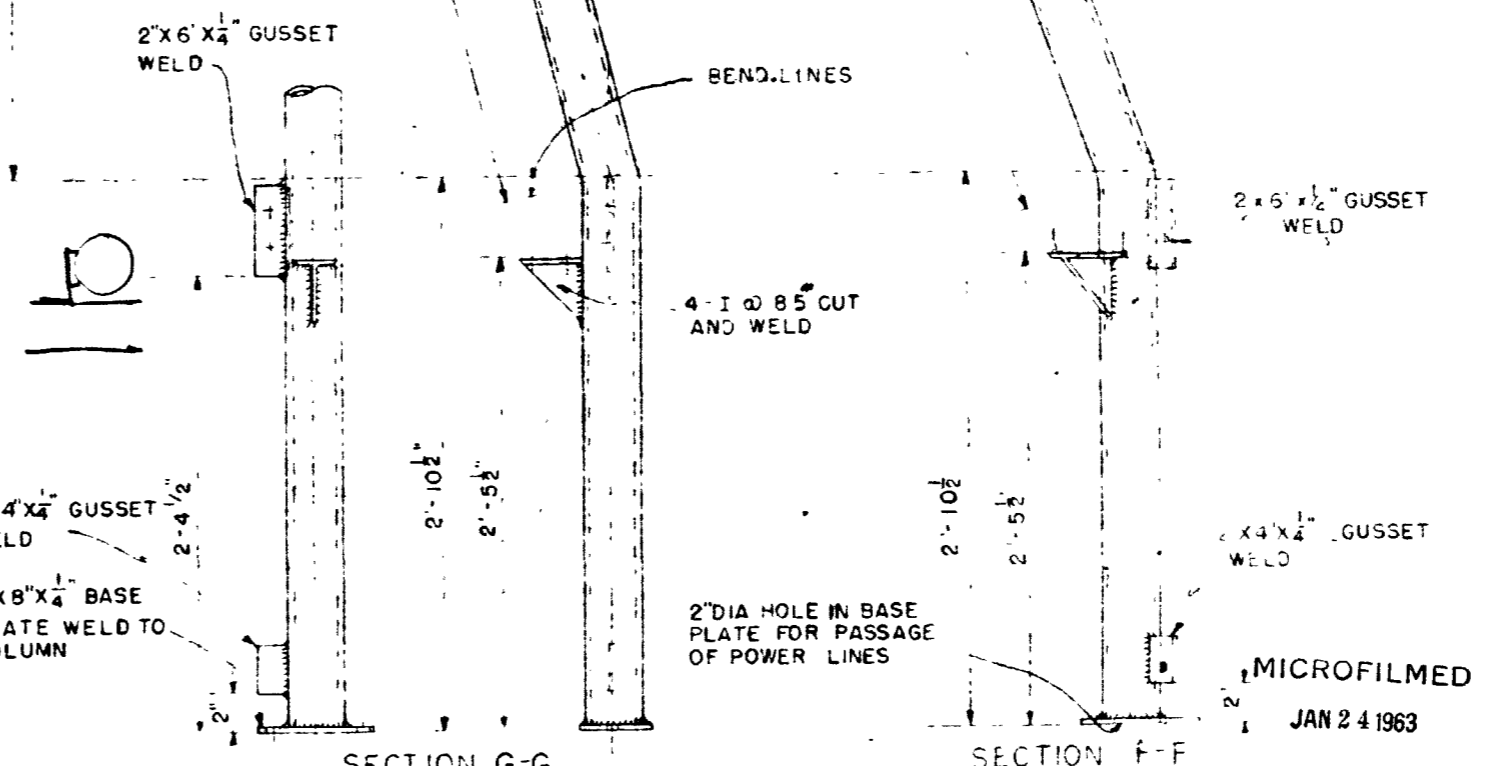 2"X6'X1/4" GUSSET
WELD
BEND LINES
2 x 6' x 1/4" GUSSET
WELD
4-I @ 8.5# CUT
AND WELD
2-4 1/2"
2'-10 1/2"
2'-5 1/2"
2'-10 1/2
2'-5 1/2
4"X1/4" GUSSET
ELD
X8"X1/4" BASE
ATE WELD TO
OLUMN
2"
2"DIA HOLE IN BASE
PLATE FOR PASSAGE
OF POWER LINES
X4'X1/4" GUSSET
WELD
2'
MICROFILMED
JAN 24 1963
SECTION G-G
SECTION F-F